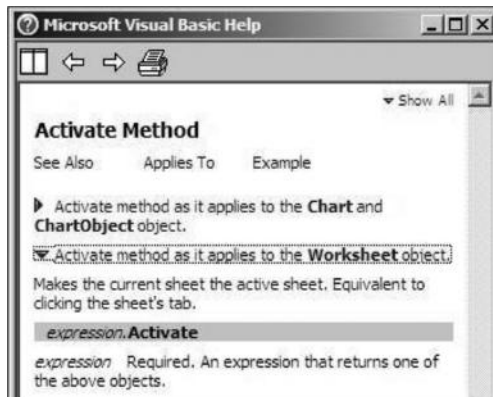 Microsoft Visual Basic Help
Show All
Activate Method
See Also Applies To Example
Activate method as it applies to the Chart and
ChartObject object.
Activate method as it applies to the Worksheet object.
Makes the current sheet the active sheet. Equivalent to
clicking the sheet's tab.
expression.Activate
expression Required. An expression that returns one of
the above objects.